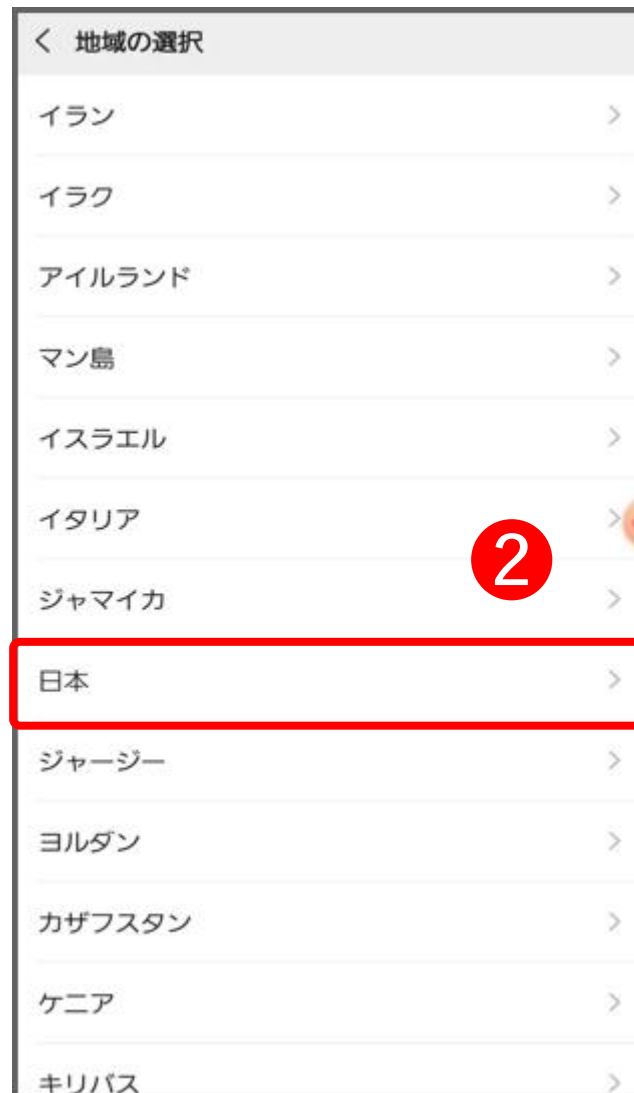 地域の選択
イラン
イラク
アイルランド
マン島
イスラエル
イタリア
2
ジャマイカ
日本
ジャージー
ヨルダン
カザフスタン
ケニア
キリバス